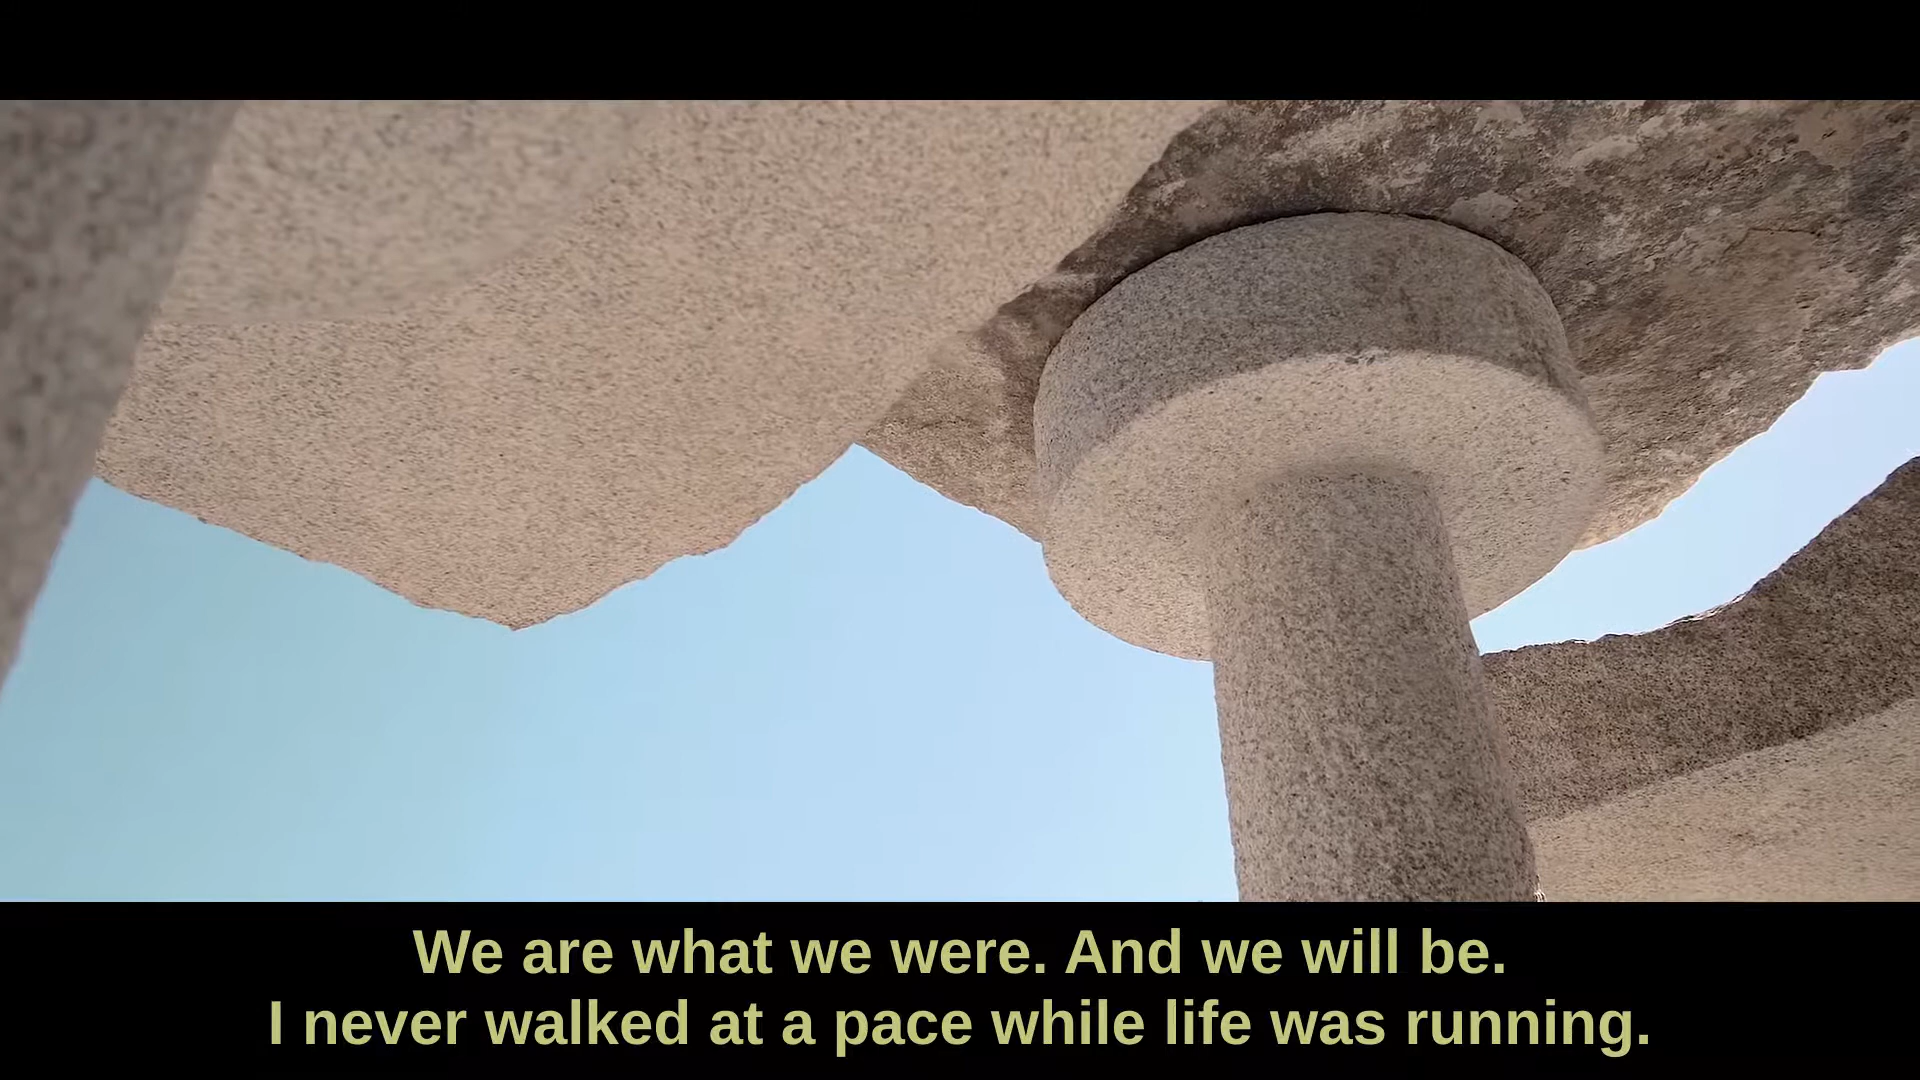 We are what we were. And we will be.
I never walked at a pace while life was running.